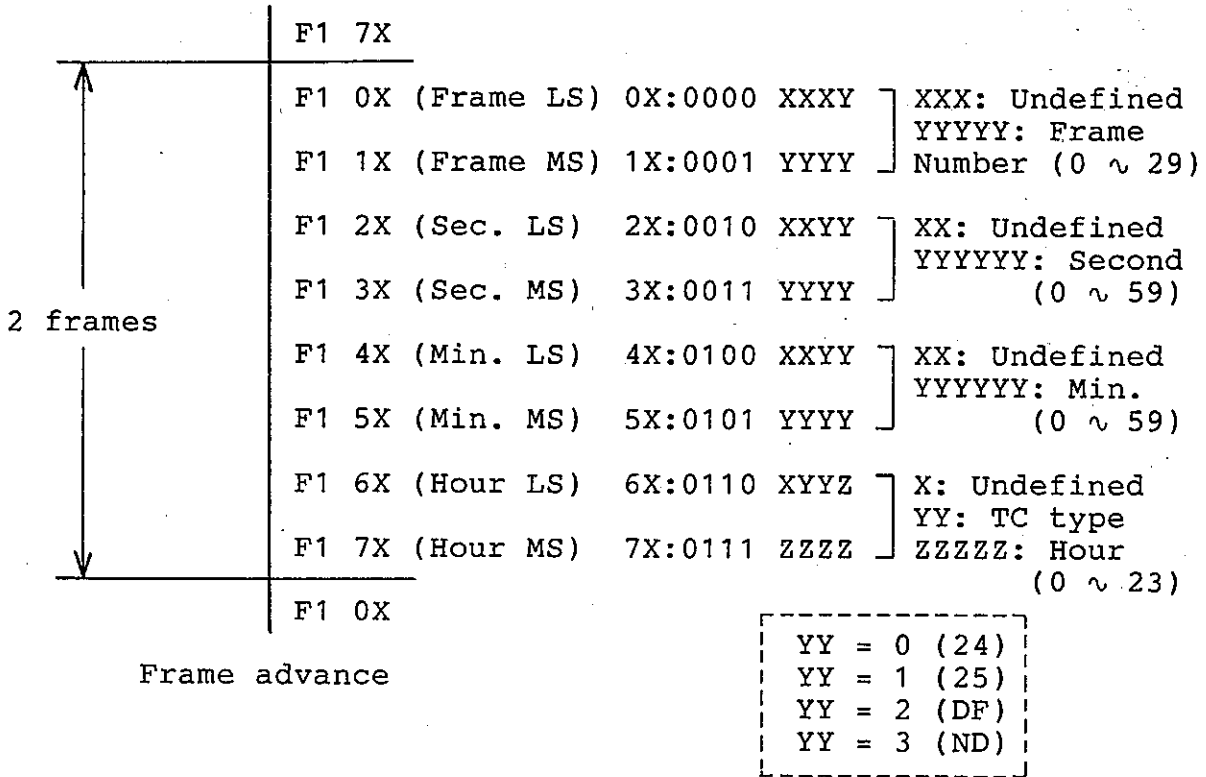 F1 7X
F1 0X (Frame LS) 0X:0000 XXXY XXX: Undefined
YYYYY: Frame
F1 1X (Frame MS) 1X:0001 YYYY Number (0 ∿ 29)
F1 2X (Sec. LS) 2X:0010 XXYY XX: Undefined
YYYYYY: Second
F1 3X (Sec. MS) 3X:0011 YYYY (0 ∿ 59)
2 frames
F1 4X (Min. LS) 4X:0100 XXYY XX: Undefined
YYYYYY: Min.
F1 5X (Min. MS) 5X:0101 YYYY (0 ∿ 59)
F1 6X (Hour LS) 6X:0110 XYYZ X: Undefined
YY: TC type
F1 7X (Hour MS) 7X:0111 ZZZZ ZZZZZ: Hour
(0 ∿ 23)
F1 0X
Frame advance
YY = 0 (24)
YY = 1 (25)
YY = 2 (DF)
YY = 3 (ND)